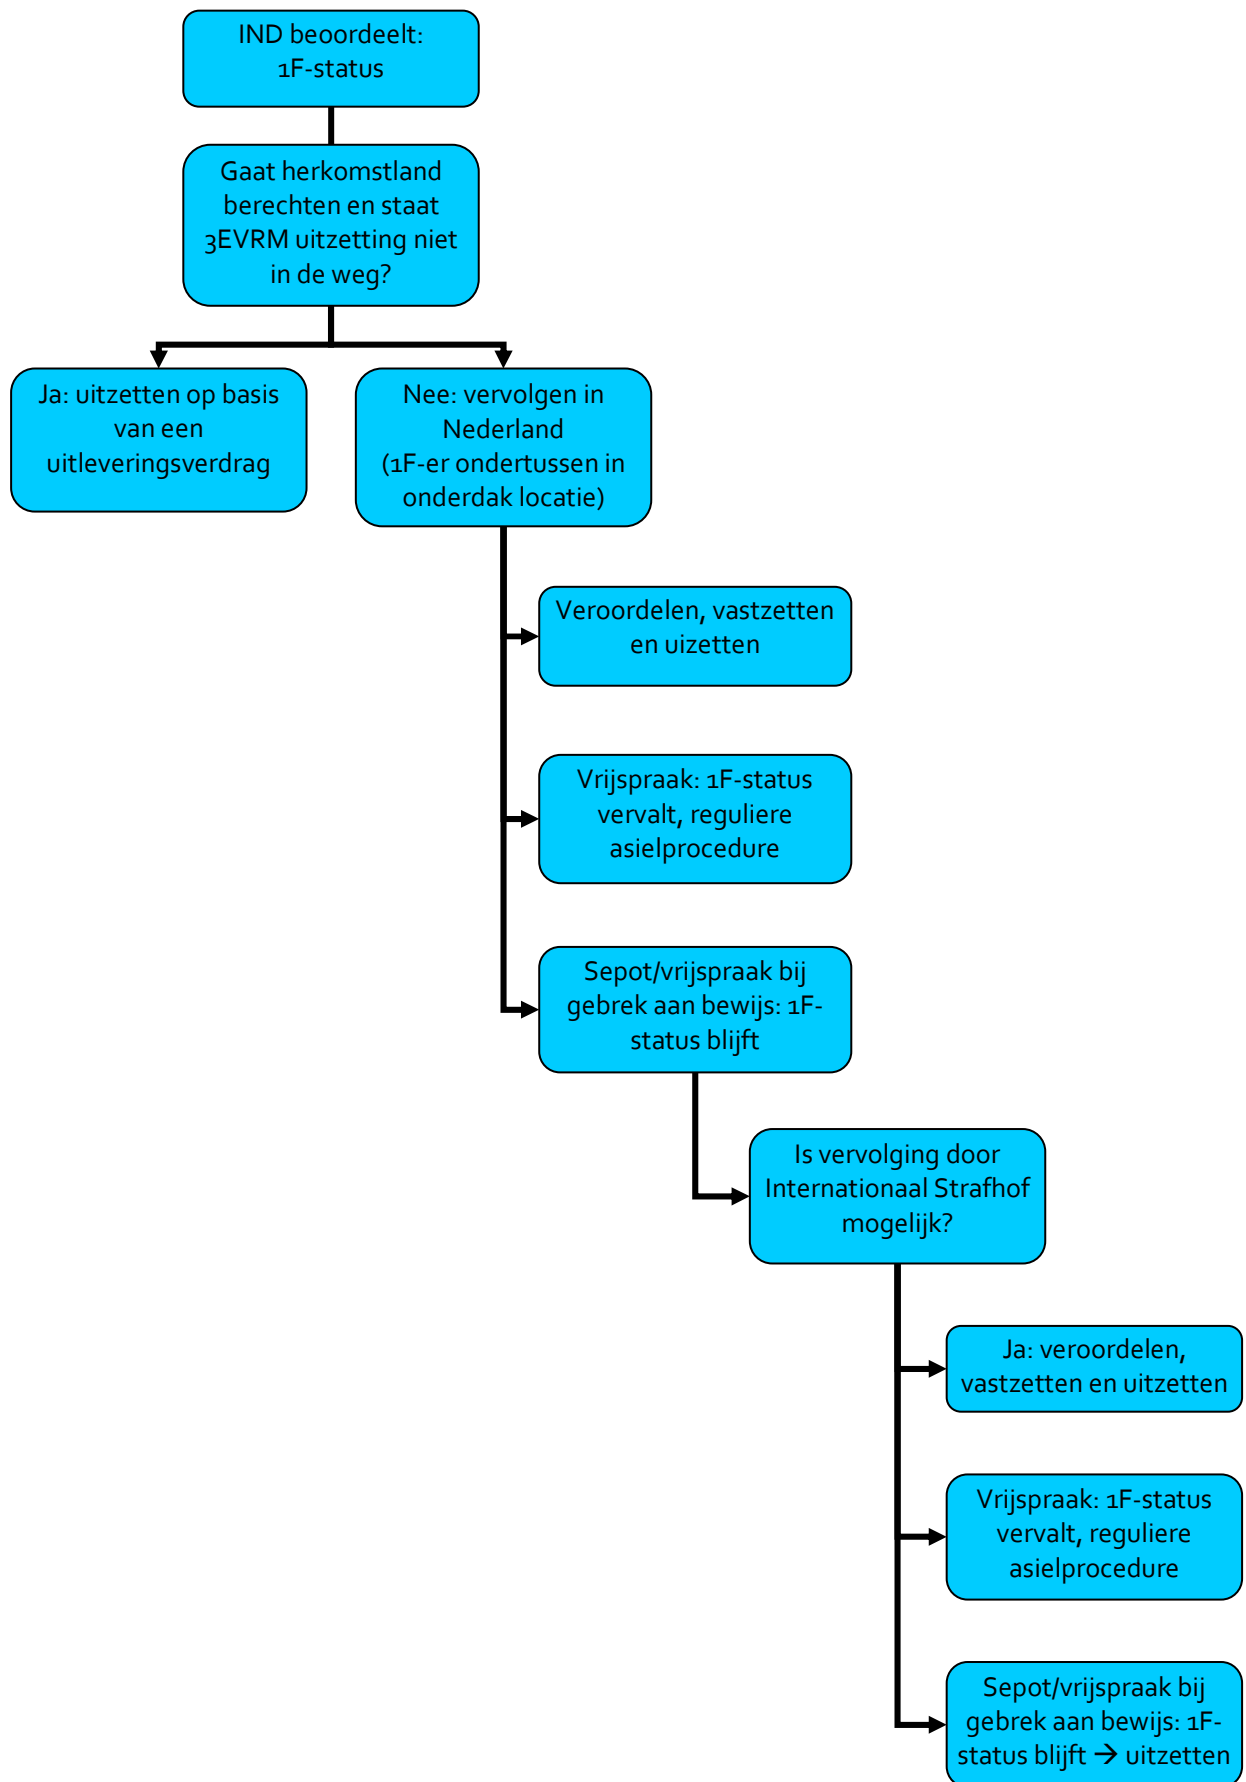 IND beoordeelt:
1F-status
Gaat herkomstland
berechten en staat
3EVRM uitzetting niet
in de weg?
Ja: uitzetten op basis
van een
uitleveringsverdrag
Nee: vervolgen in
Nederland
(1F-er ondertussen in
onderdak locatie)
Veroordelen, vastzetten
en uizetten
Vrijspraak: 1F-status
vervalt, reguliere
asielprocedure
Sepot/vrijspraak bij
gebrek aan bewijs: 1F-
status blijft
Is vervolging door
Internationaal Strafhof
mogelijk?
Ja: veroordelen,
vastzetten en uitzetten
Vrijspraak: 1F-status
vervalt, reguliere
asielprocedure
Sepot/vrijspraak bij
gebrek aan bewijs: 1F-
status blijft → uitzetten